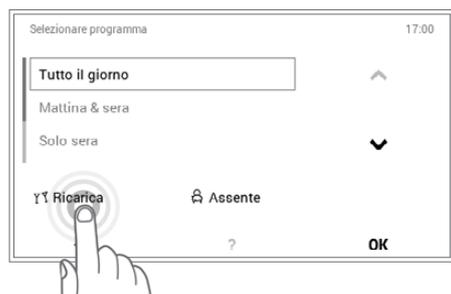 Selezionare programma 17:00
Tutto il giorno
Mattina & sera
Solo sera
Ricarica Assente
? OK